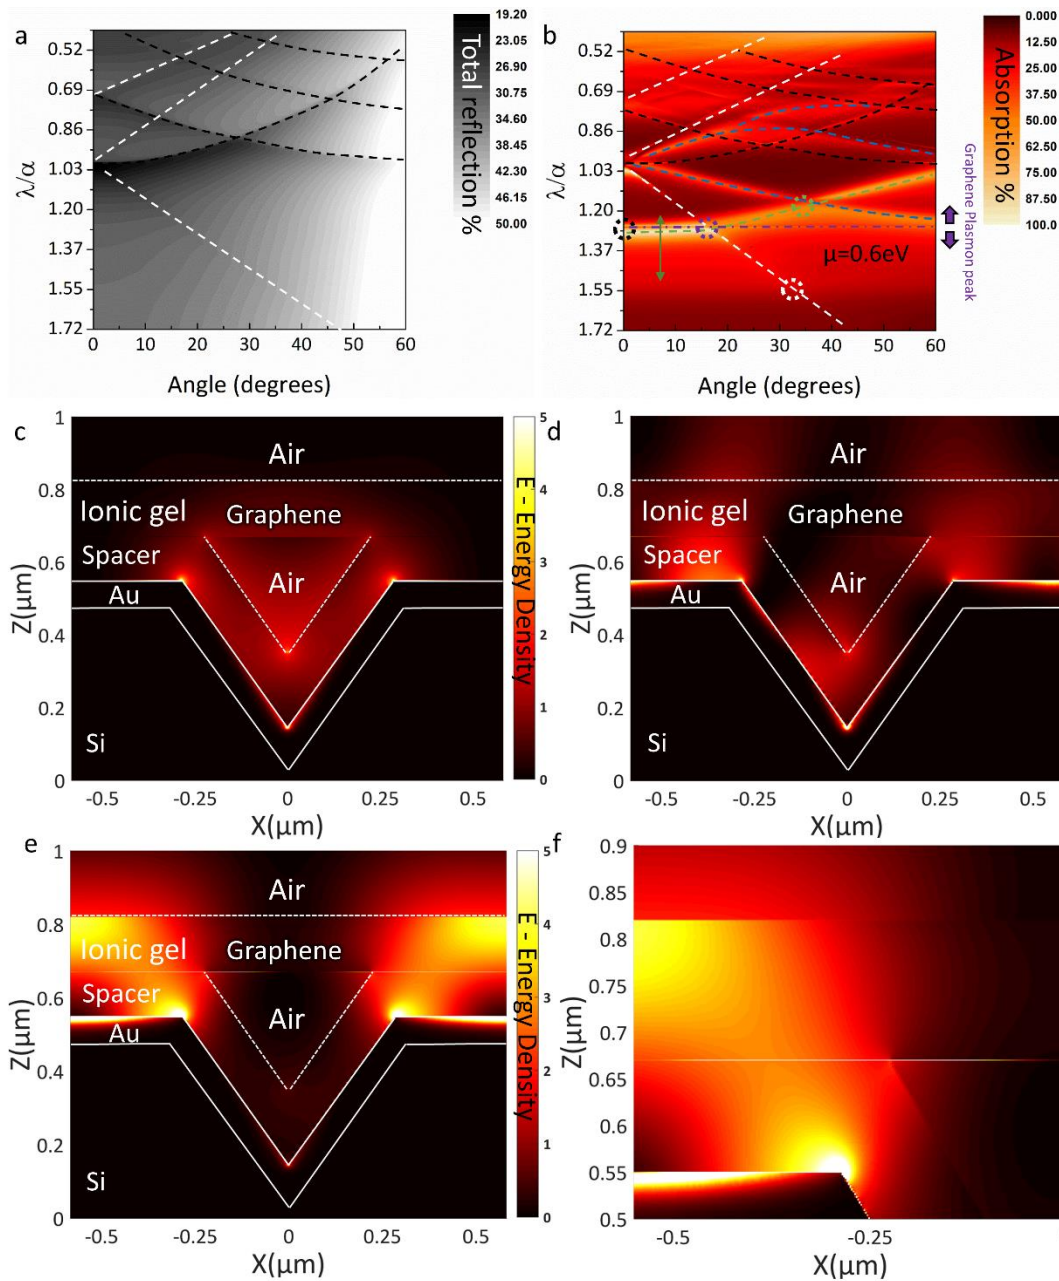 a
0.52
0.69
0.86
1.03
1.20
1.37
1.55
1.72
λ/α
0 10 20 30 40 50 60
Angle (degrees)
19.20
23.05
26.90
30.75
34.60
38.45
42.30
46.15
50.00
Total reflection %
b
0.52
0.69
0.86
1.03
1.20
1.37
1.55
1.72
λ/α
μ=0.6eV
0 10 20 30 40 50 60
Angle (degrees)
0.000
12.50
25.00
37.50
50.00
62.50
75.00
87.50
100.0
Absorption %
Graphene Plasmon peak
c
1
0.8
0.6
0.4
0.2
0
Z(μm)
Air
Ionic gel
Graphene
Spacer
Air
Au
Si
-0.5 -0.25 0 0.25 0.5
X(μm)
5
4
3
2
1
0
E - Energy Density
d
1
0.8
0.6
0.4
0.2
0
Z(μm)
Air
Ionic gel
Graphene
Spacer
Air
Au
Si
-0.5 -0.25 0 0.25 0.5
X(μm)
e
1
0.8
0.6
0.4
0.2
0
Z(μm)
Air
Ionic gel
Graphene
Spacer
Air
Au
Si
-0.5 -0.25 0 0.25 0.5
X(μm)
5
4
3
2
1
0
E - Energy Density
f
0.9
0.85
0.8
0.7
0.67
0.6
0.55
0.5
Z(μm)
-0.5 -0.25
X(μm)